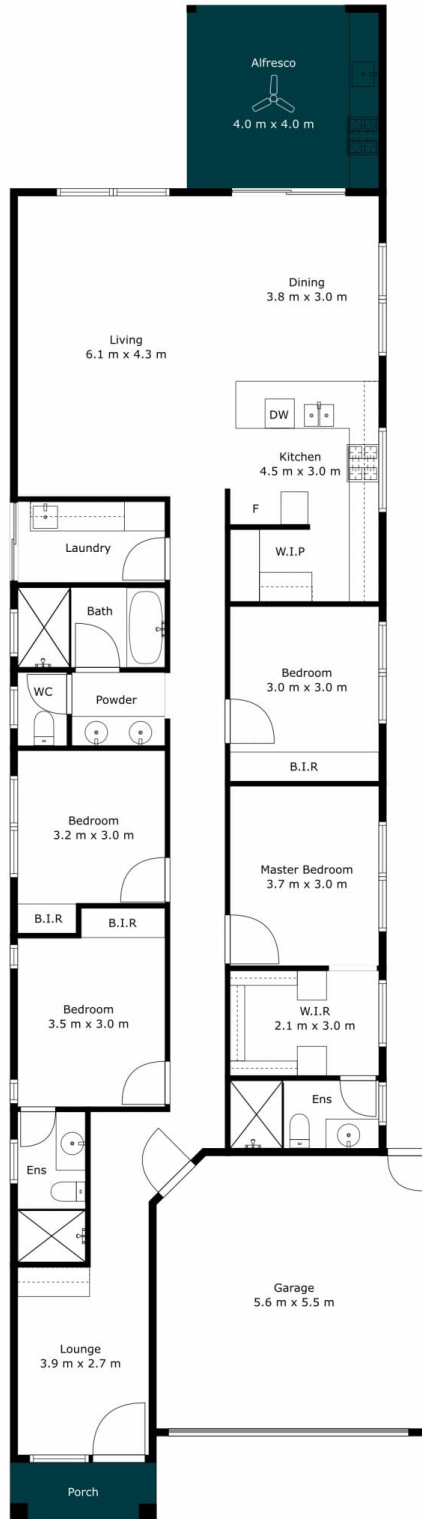 Alfresco
4.0 m x 4.0 m
Dining
3.8 m x 3.0 m
Living
6.1 m x 4.3 m
DW
Kitchen
4.5 m x 3.0 m
F
W.I.P
Laundry
Bath
Bedroom
3.0 m x 3.0 m
WC
Powder
B.I.R
Bedroom
3.2 m x 3.0 m
Master Bedroom
3.7 m x 3.0 m
B.I.R
B.I.R
Bedroom
3.5 m x 3.0 m
W.I.R
2.1 m x 3.0 m
Ens
Ens
Garage
5.6 m x 5.5 m
Lounge
3.9 m x 2.7 m
Porch